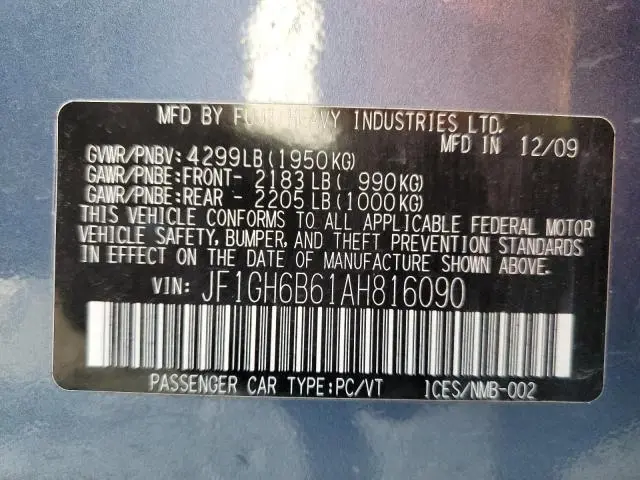 MFD BY FUJI HEAVY INDUSTRIES LTD.
MFD IN 12/09
GVWR/PNBV: 4299LB (1950KG)
GAWR/PNBE: FRONT- 2183LB ( 990KG)
GAWR/PNBE: REAR - 2205LB (1000KG)
THIS VEHICLE CONFORMS TO ALL APPLICABLE FEDERAL MOTOR
VEHICLE SAFETY, BUMPER, AND THEFT PREVENTION STANDARDS
IN EFFECT ON THE DATE OF MANUFACTURE SHOWN ABOVE.
VIN: JF1GH6B61AH816090
PASSENGER CAR TYPE:PC/VT ICES/NMB-002